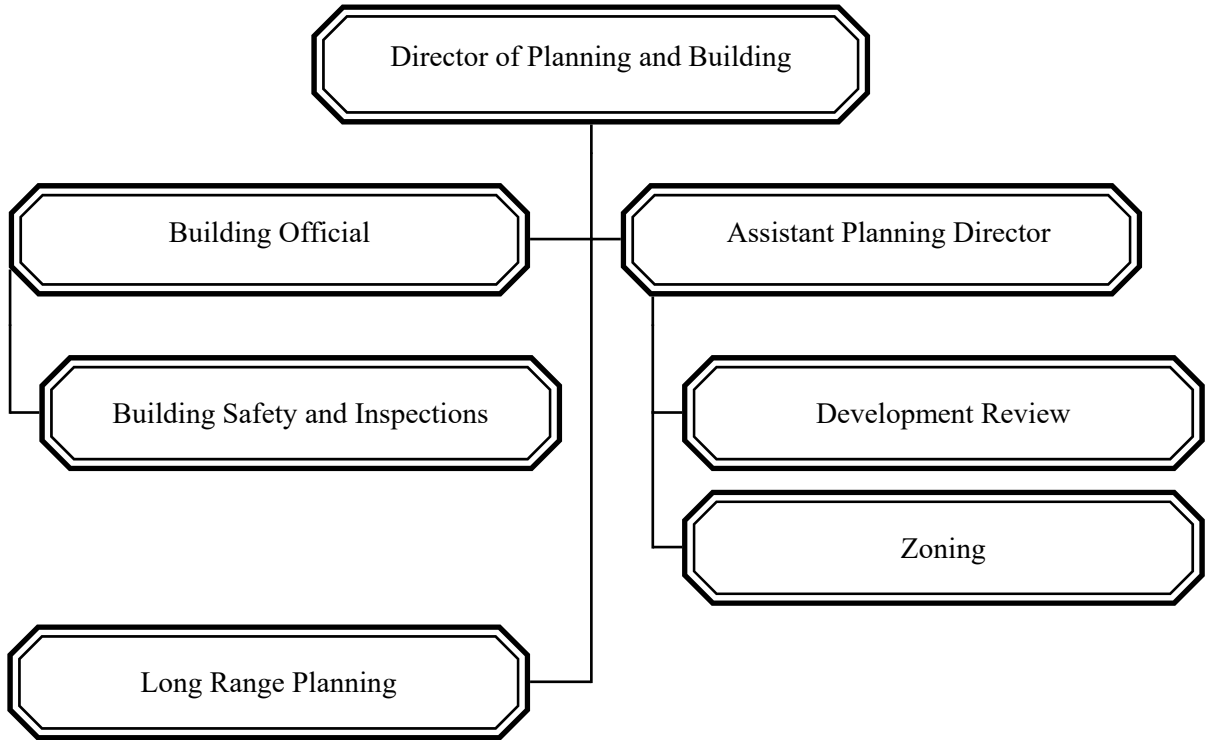 Director of Planning and Building
Building Official
Assistant Planning Director
Building Safety and Inspections
Development Review
Zoning
Long Range Planning